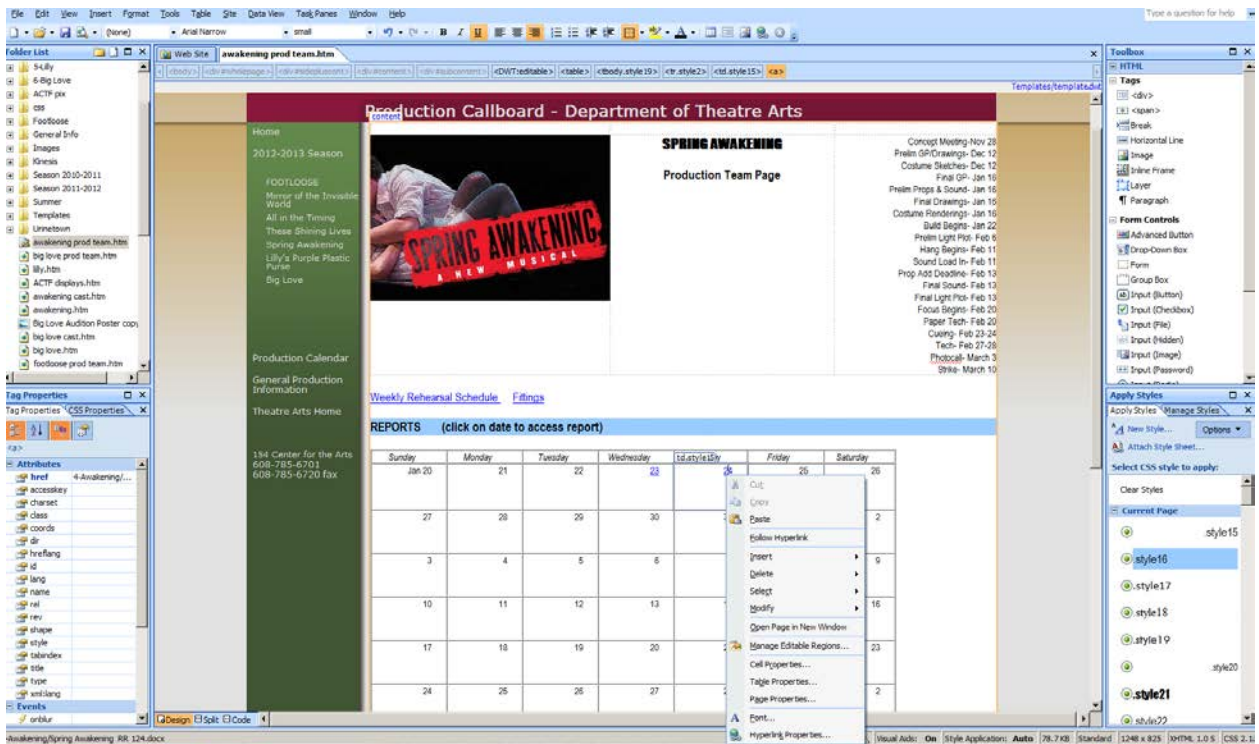 File Edit View Insert Format Tools Table Site Data View Task Panes Window Help
Type a question for help
(None) Arial Narrow small
Folder List
Web Site awakening prod team.htm
Toolbox
<body> <div#wholepage> <DWT:editable> <table> <tbody.style19> <tr.style2> <td.style15> <a>
Templates/template.dwt
5-Lilly
6-Big Love
ACTF pix
css
Footloose
General Info
Images
Kinesis
Season 2010-2011
Season 2011-2012
Summer
Templates
Urinetown
awakening prod team.htm
big love prod team.htm
lilly.htm
ACTF displays.htm
awakening cast.htm
awakening.htm
Big Love Audition Poster copy
big love cast.htm
big love.htm
footloose prod team.htm
Tag Properties
Tag Properties CSS Properties
<a>
Attributes
href 4-Awakening/...
accesskey
charset
class
coords
dir
hreflang
id
lang
name
rel
rev
shape
style
tabindex
title
type
xml:lang
Events
onblur
Production Callboard - Department of Theatre Arts
content
Home
2012-2013 Season
FOOTLOOSE
Mirror of the Invisible World
All in the Timing
These Shining Lives
Spring Awakening
Lilly's Purple Plastic Purse
Big Love
Production Calendar
General Production Information
Theatre Arts Home
154 Center for the Arts
608-785-6701
608-785-6720 fax
SPRING AWAKENING
A NEW MUSICAL
SPRING AWAKENING
Production Team Page
Concept Meeting-Nov 28
Prelim GP/Drawings- Dec 12
Costume Sketches- Dec 12
Final GP- Jan 16
Prelim Props & Sound- Jan 16
Final Drawings- Jan 16
Costume Renderings- Jan 16
Build Begins- Jan 22
Prelim Light Plot- Feb 6
Hang Begins- Feb 11
Sound Load In- Feb 11
Prop Add Deadline- Feb 13
Final Sound- Feb 13
Final Light Plot- Feb 13
Focus Begins- Feb 20
Paper Tech- Feb 20
Cueing- Feb 23-24
Tech- Feb 27-28
Photocall- March 3
Strike- March 10
Weekly Rehearsal Schedule Fittings
REPORTS (click on date to access report)
Sunday Monday Tuesday Wednesday td.style15 Friday Saturday
Jan 20 21 22 23 24 25 26
27 28 29 30 2
3 4 5 6 9
10 11 12 13 16
17 18 19 20 23
24 25 26 27 2
Cut
Copy
Paste
Follow Hyperlink
Insert
Delete
Select
Modify
Open Page in New Window
Manage Editable Regions...
Cell Properties...
Table Properties...
Page Properties...
Font...
Hyperlink Properties...
HTML
Tags
<div>
<span>
Break
Horizontal Line
Image
Inline Frame
Layer
Paragraph
Form Controls
Advanced Button
Drop-Down Box
Form
Group Box
Input (Button)
Input (Checkbox)
Input (File)
Input (Hidden)
Input (Image)
Input (Password)
Apply Styles
Apply Styles Manage Styles
New Style... Options
Attach Style Sheet...
Select CSS style to apply:
Clear Styles
Current Page
.style15
.style16
.style17
.style18
.style19
.style20
.style21
.style22
Design Split Code
-Awakening/Spring Awakening RR 124.docx
Visual Aids: On Style Application: Auto 78.7 KB Standard 1248 x 825 XHTML 1.0 S CSS 2.1